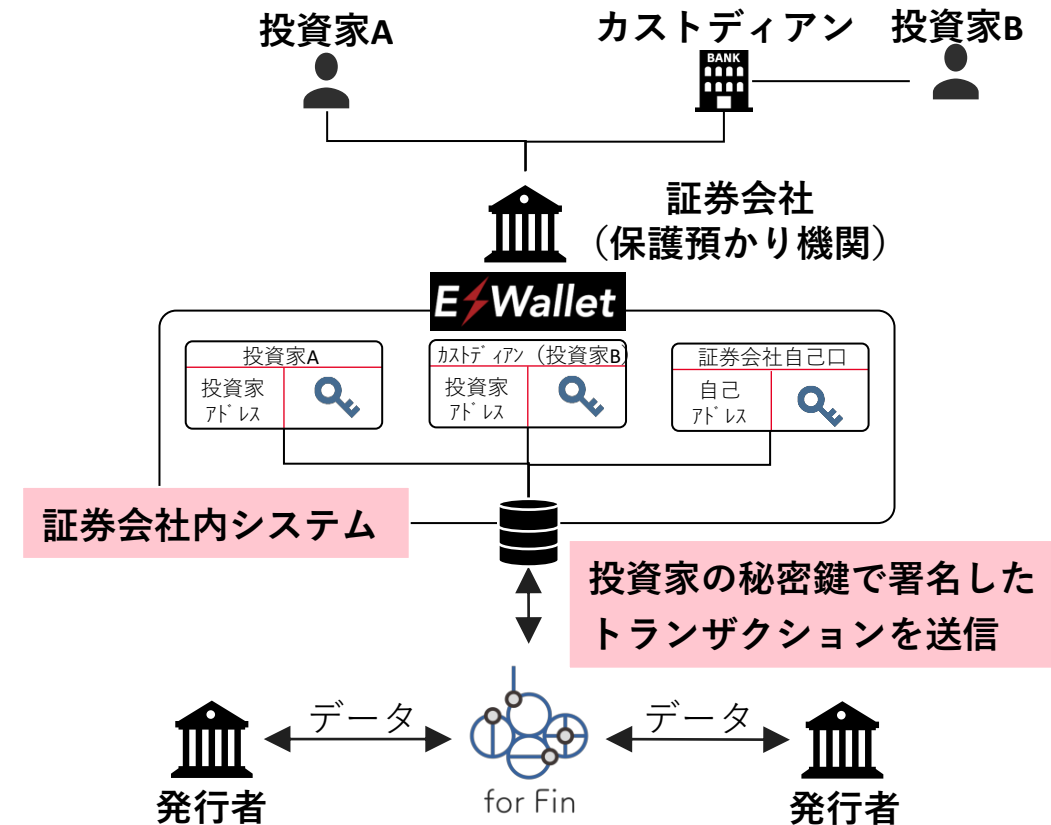 投資家A
カストディアン
投資家B
BANK
証券会社
（保護預かり機関）
E Wallet
投資家A
投資家
ｱﾄﾞﾚｽ
ｶｽﾄﾃﾞｨｱﾝ（投資家B）
投資家
ｱﾄﾞﾚｽ
証券会社自己口
自己
ｱﾄﾞﾚｽ
証券会社内システム
投資家の秘密鍵で署名した
トランザクションを送信
データ
データ
発行者
for Fin
発行者